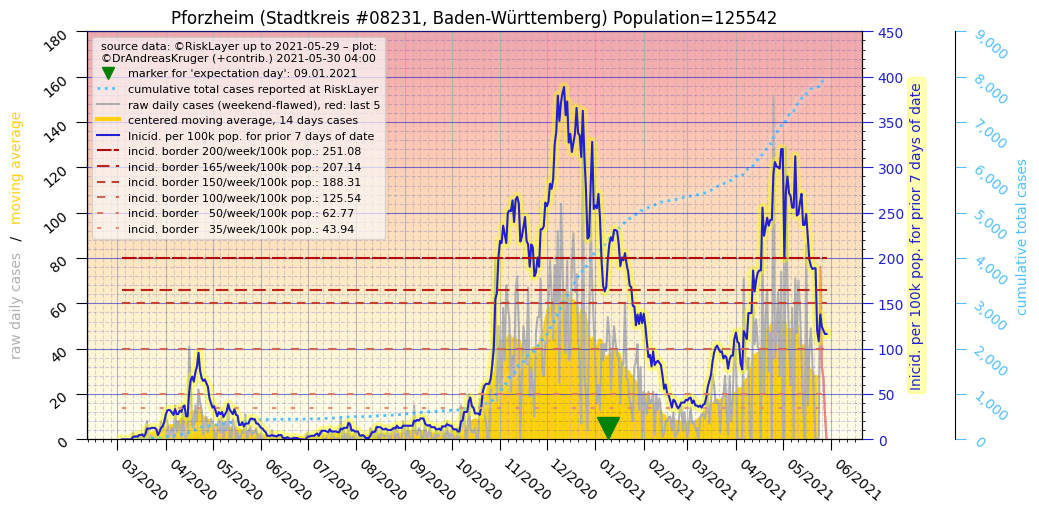 Pforzheim (Stadtkreis #08231, Baden-Württemberg) Population=125542
source data: ©RiskLayer up to 2021-05-29 – plot:
©DrAndreasKruger (+contrib.) 2021-05-30 04:00
marker for 'expectation day': 09.01.2021
cumulative total cases reported at RiskLayer
raw daily cases (weekend-flawed), red: last 5
centered moving average, 14 days cases
Inicid. per 100k pop. for prior 7 days of date
incid. border 200/week/100k pop.: 251.08
incid. border 165/week/100k pop.: 207.14
incid. border 150/week/100k pop.: 188.31
incid. border 100/week/100k pop.: 125.54
incid. border 50/week/100k pop.: 62.77
incid. border 35/week/100k pop.: 43.94
raw daily cases / moving average
180
160
140
120
100
80
60
40
20
0
450
400
350
300
250
200
150
100
50
0
Inicid. per 100k pop. for prior 7 days of date
9,000
8,000
7,000
6,000
5,000
4,000
3,000
2,000
1,000
0
cumulative total cases
03/2020
04/2020
05/2020
06/2020
07/2020
08/2020
09/2020
10/2020
11/2020
12/2020
01/2021
02/2021
03/2021
04/2021
05/2021
06/2021